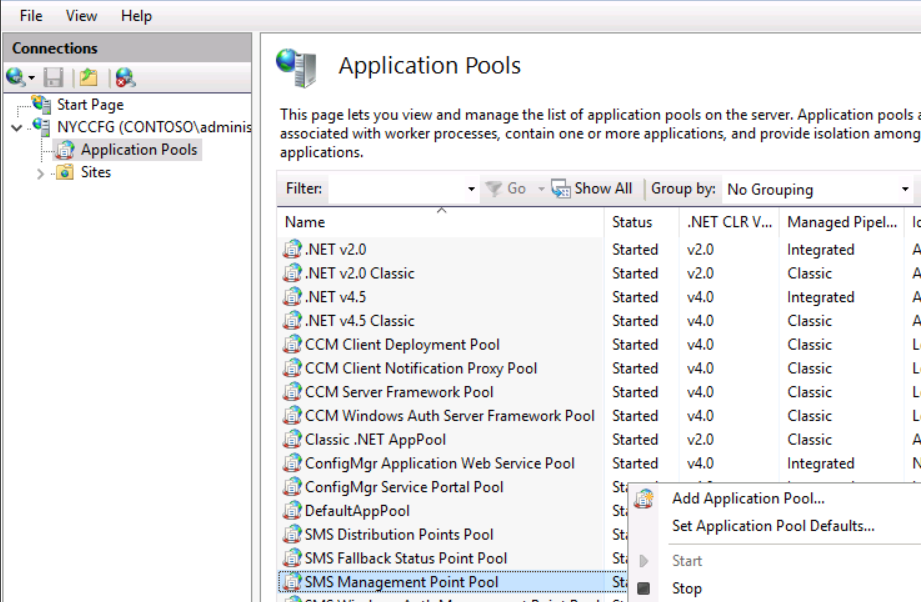 File View Help
Connections
Start Page
NYCCFG (CONTOSO\adminis
Application Pools
Sites
Application Pools
This page lets you view and manage the list of application pools on the server. Application pools
associated with worker processes, contain one or more applications, and provide isolation among
applications.
Filter: Go Show All Group by: No Grouping
Name Status .NET CLR V... Managed Pipel...
.NET v2.0 Started v2.0 Integrated
.NET v2.0 Classic Started v2.0 Classic
.NET v4.5 Started v4.0 Integrated
.NET v4.5 Classic Started v4.0 Classic
CCM Client Deployment Pool Started v4.0 Classic
CCM Client Notification Proxy Pool Started v4.0 Classic
CCM Server Framework Pool Started v4.0 Classic
CCM Windows Auth Server Framework Pool Started v4.0 Classic
Classic .NET AppPool Started v2.0 Classic
ConfigMgr Application Web Service Pool Started v4.0 Integrated
ConfigMgr Service Portal Pool
DefaultAppPool
SMS Distribution Points Pool
SMS Fallback Status Point Pool
SMS Management Point Pool
Add Application Pool...
Set Application Pool Defaults...
Start
Stop